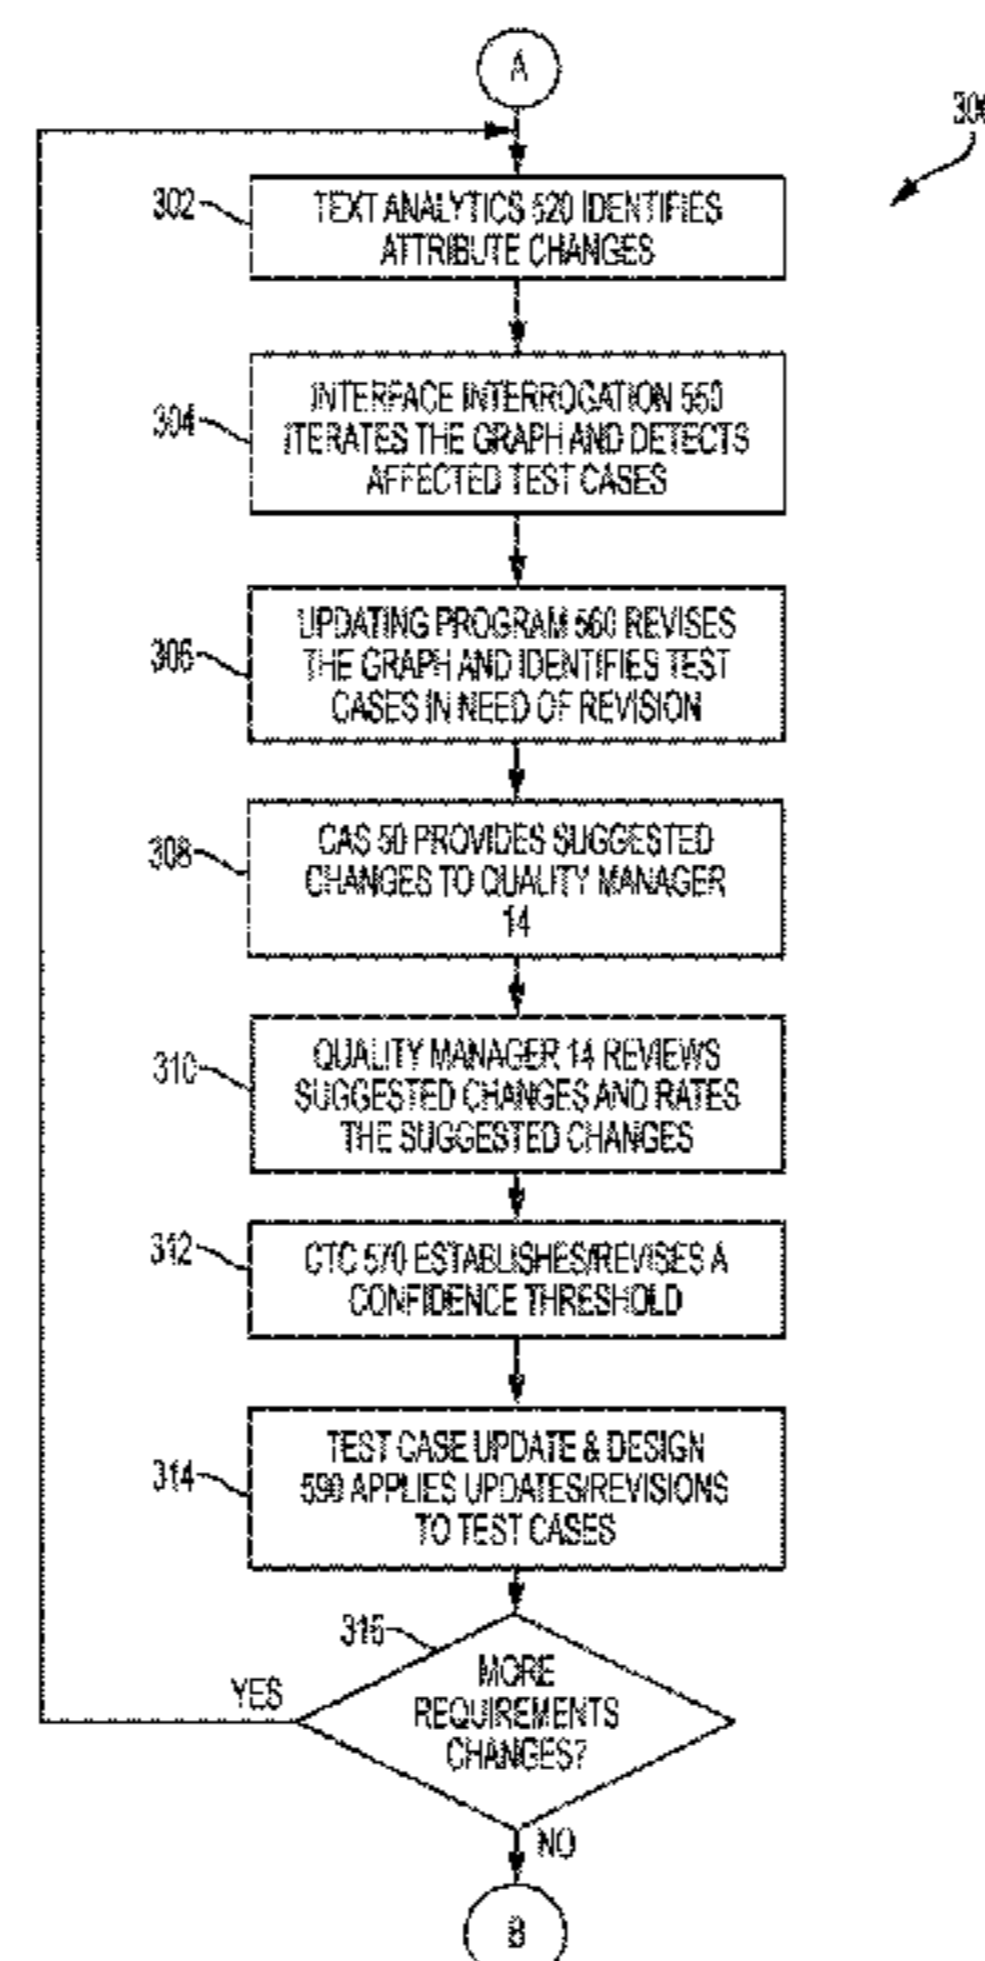 A
302
TEXT ANALYTICS 520 IDENTIFIES
ATTRIBUTE CHANGES
304
INTERFACE INTERROGATION 550
ITERATES THE GRAPH AND DETECTS
AFFECTED TEST CASES
306
UPDATING PROGRAM 560 REVISES
THE GRAPH AND IDENTIFIES TEST
CASES IN NEED OF REVISION
308
CAS 50 PROVIDES SUGGESTED
CHANGES TO QUALITY MANAGER
14
310
QUALITY MANAGER 14 REVIEWS
SUGGESTED CHANGES AND RATES
THE SUGGESTED CHANGES
312
CTC 570 ESTABLISHES/REVISES A
CONFIDENCE THRESHOLD
314
TEST CASE UPDATE & DESIGN
590 APPLIES UPDATES/REVISIONS
TO TEST CASES
316
MORE
REQUIREMENTS
CHANGES?
YES
NO
B